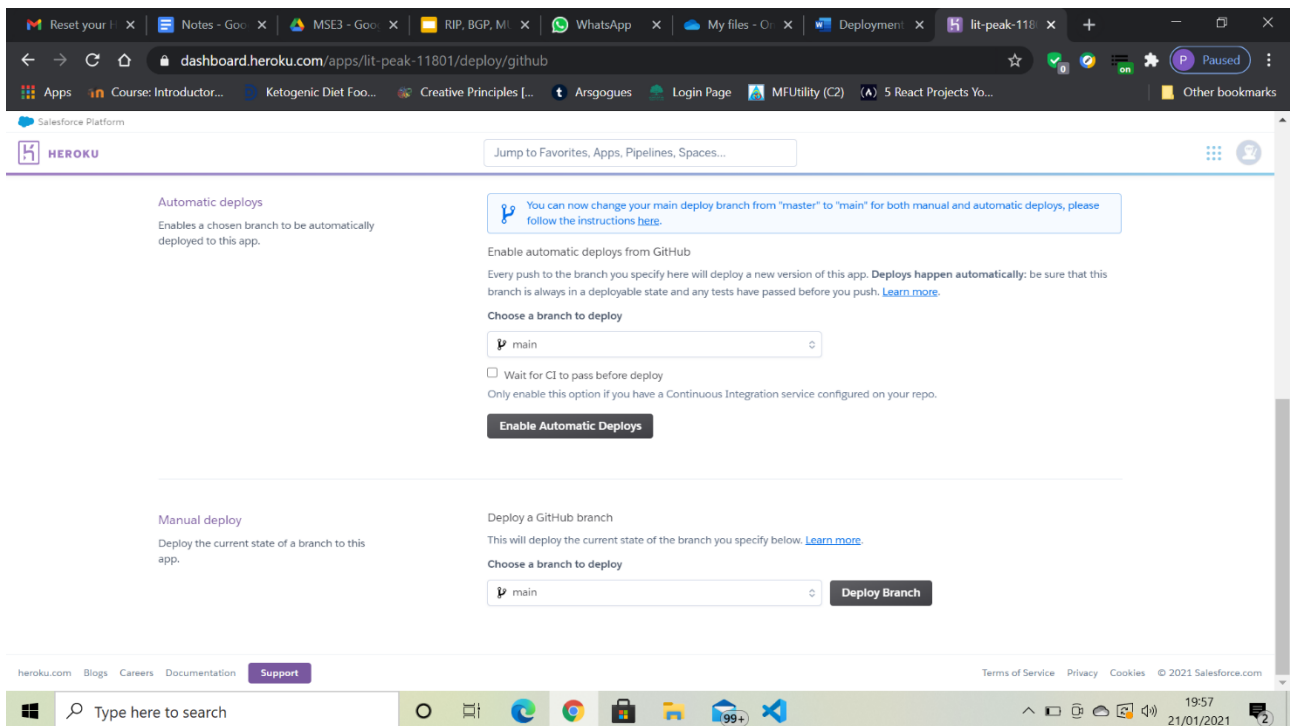 Reset your H
Notes - Goo
MSE3 - Goo
RIP, BGP, MU
WhatsApp
My files - On
Deployment
lit-peak-118
dashboard.heroku.com/apps/lit-peak-11801/deploy/github
0
on
P Paused
Apps
in Course: Introductor...
Ketogenic Diet Foo...
Creative Principles [...
t Arsgogues
Login Page
MFUtility (C2)
(Λ) 5 React Projects Yo...
Other bookmarks
Salesforce Platform
HEROKU
Jump to Favorites, Apps, Pipelines, Spaces...
Automatic deploys
Enables a chosen branch to be automatically
deployed to this app.
You can now change your main deploy branch from "master" to "main" for both manual and automatic deploys, please
follow the instructions here.
Enable automatic deploys from GitHub
Every push to the branch you specify here will deploy a new version of this app. Deploys happen automatically: be sure that this
branch is always in a deployable state and any tests have passed before you push. Learn more.
Choose a branch to deploy
main
Wait for CI to pass before deploy
Only enable this option if you have a Continuous Integration service configured on your repo.
Enable Automatic Deploys
Manual deploy
Deploy the current state of a branch to this
app.
Deploy a GitHub branch
This will deploy the current state of the branch you specify below. Learn more.
Choose a branch to deploy
main
Deploy Branch
heroku.com Blogs Careers Documentation Support
Terms of Service Privacy Cookies © 2021 Salesforce.com
Type here to search
99+
19:57
21/01/2021
2